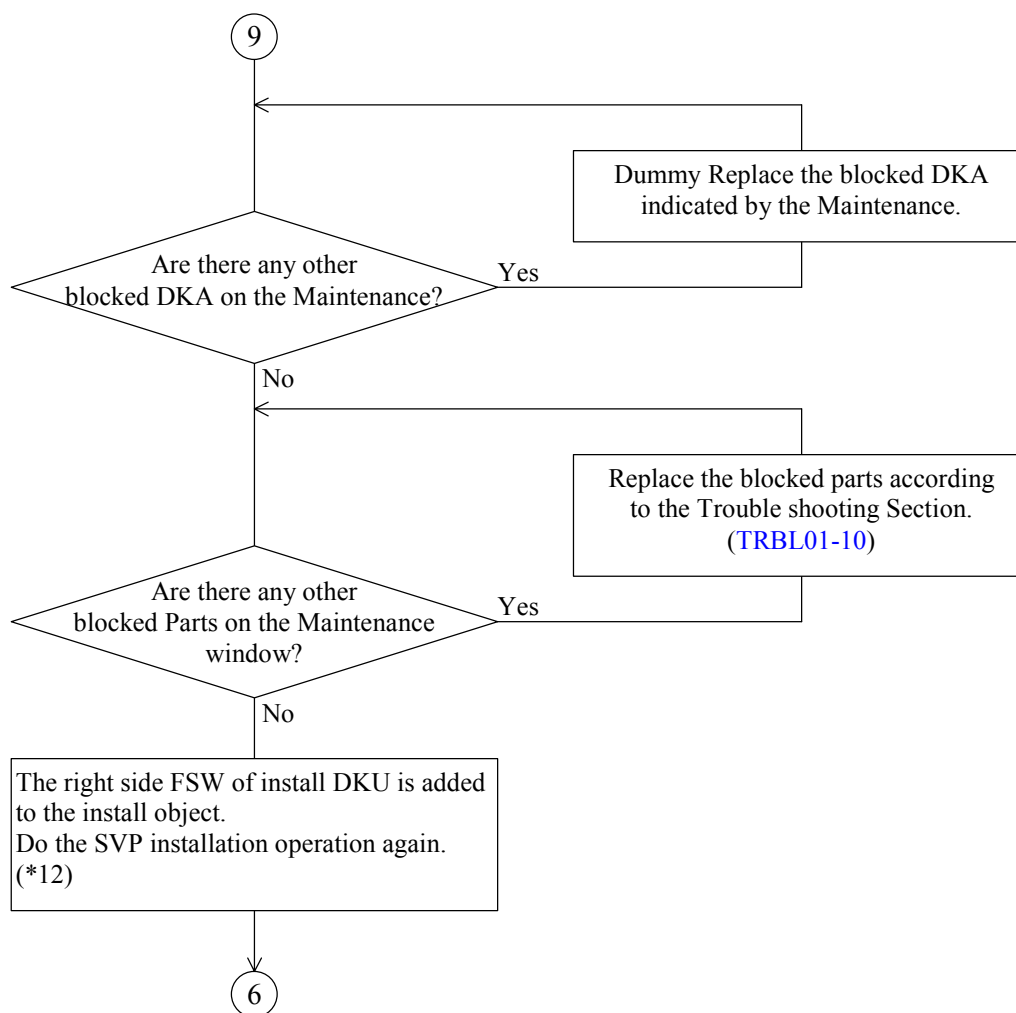 9
Dummy Replace the blocked DKA
indicated by the Maintenance.
Are there any other
blocked DKA on the Maintenance?
Yes
No
Replace the blocked parts according
to the Trouble shooting Section.
(TRBL01-10)
Are there any other
blocked Parts on the Maintenance
window?
Yes
No
The right side FSW of install DKU is added
to the install object.
Do the SVP installation operation again.
(*12)
6